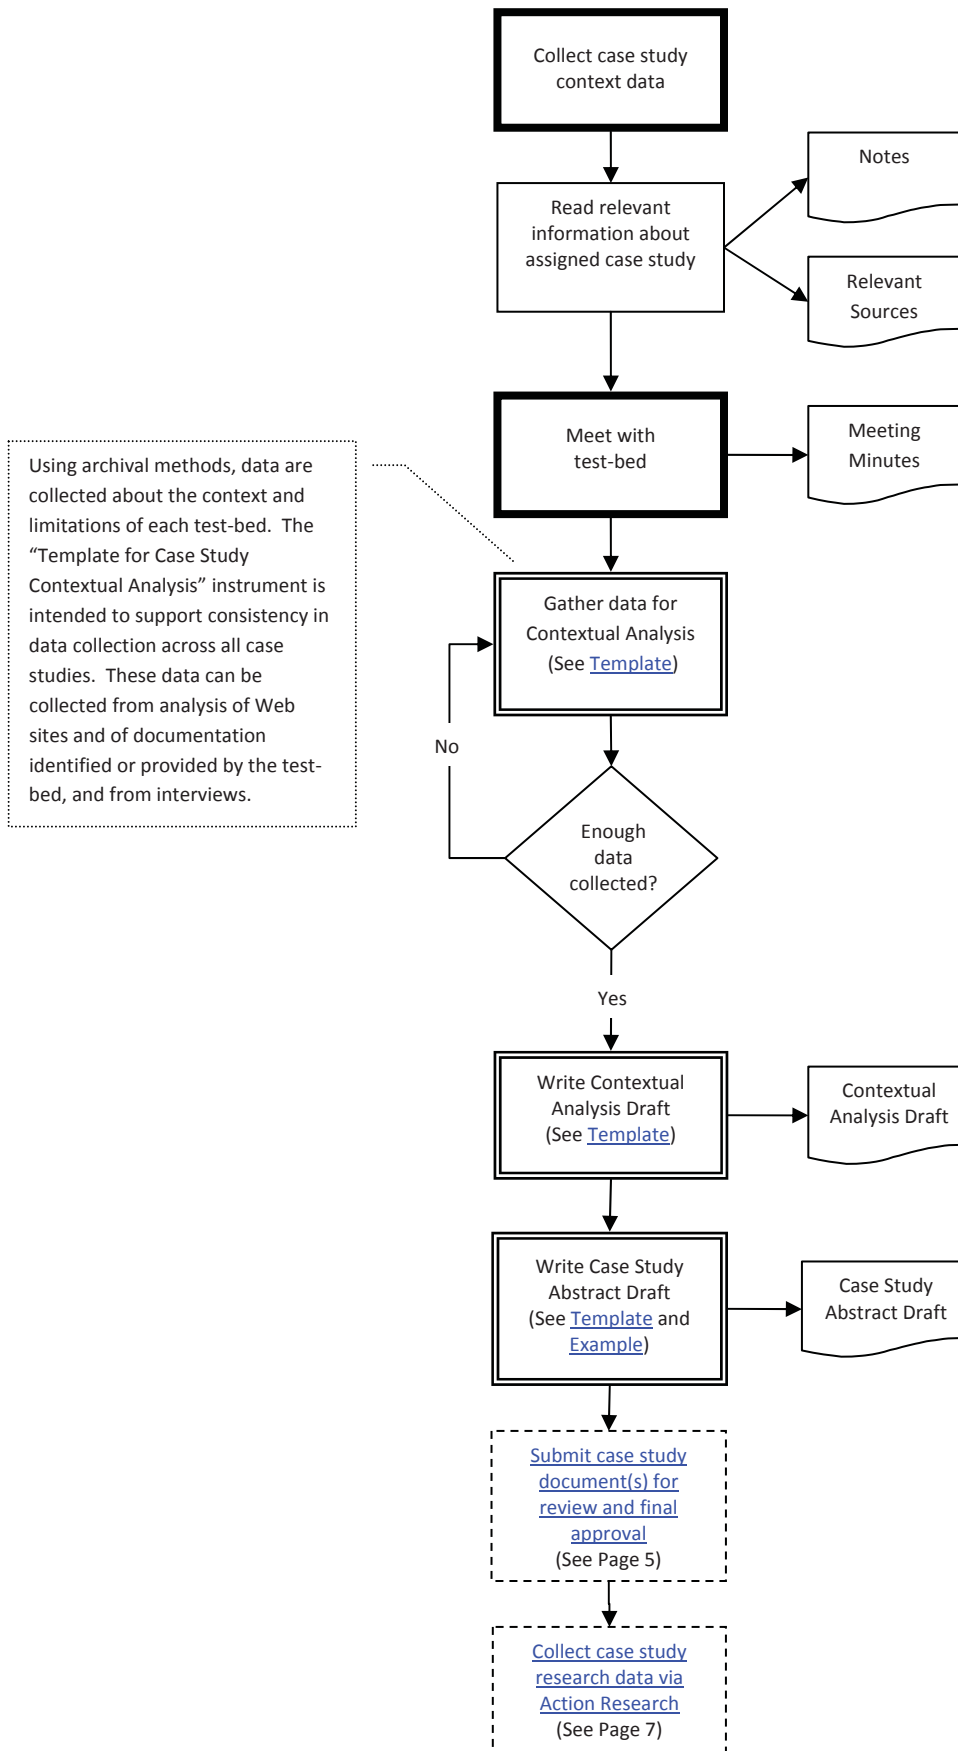 Collect case study
context data
Notes
Read relevant
information about
assigned case study
Relevant
Sources
Meet with
test-bed
Meeting
Minutes
Using archival methods, data are
collected about the context and
limitations of each test-bed.  The
“Template for Case Study
Contextual Analysis” instrument is
intended to support consistency in
data collection across all case
studies.  These data can be
collected from analysis of Web
sites and of documentation
identified or provided by the test-
bed, and from interviews.
Gather data for
Contextual Analysis
(See Template)
No
Enough
data
collected?
Yes
Write Contextual
Analysis Draft
(See Template)
Contextual
Analysis Draft
Write Case Study
Abstract Draft
(See Template and
Example)
Case Study
Abstract Draft
Submit case study
document(s) for
review and final
approval
(See Page 5)
Collect case study
research data via
Action Research
(See Page 7)